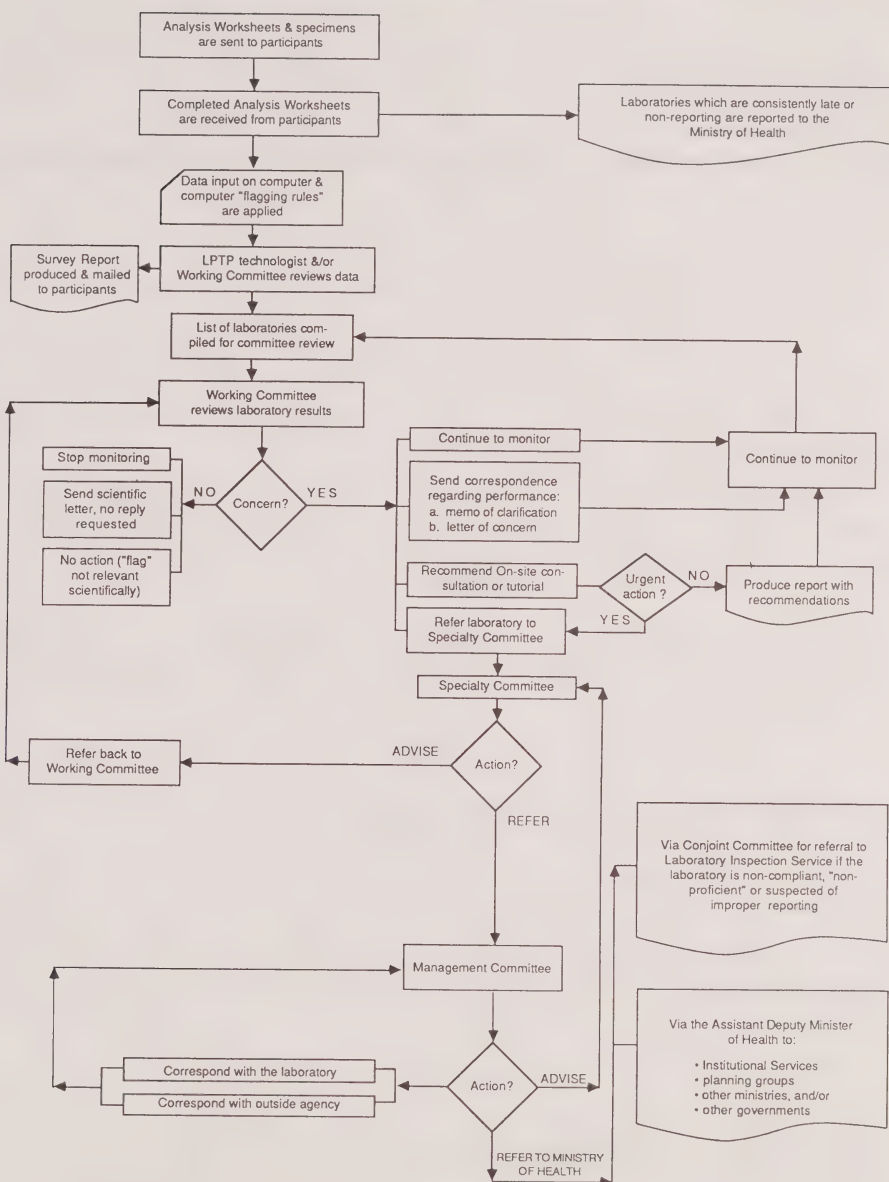 Analysis Worksheets & specimens
are sent to participants
Completed Analysis Worksheets
are received from participants
Laboratories which are consistently late or
non-reporting are reported to the
Ministry of Health
Data input on computer &
computer "flagging rules"
are applied
Survey Report
produced & mailed
to participants
LPTP technologist &/or
Working Committee reviews data
List of laboratories com-
piled for committee review
Working Committee
reviews laboratory results
Stop monitoring
Send scientific
letter, no reply
requested
No action ("flag"
not relevant
scientifically)
NO
Concern?
YES
Continue to monitor
Send correspondence
regarding performance:
a. memo of clarification
b. letter of concern
Recommend On-site con-
sultation or tutorial
Refer laboratory to
Specialty Committee
Urgent
action ?
NO
YES
Continue to monitor
Produce report with
recommendations
Specialty Committee
Refer back to
Working Committee
ADVISE
Action?
REFER
Via Conjoint Committee for referral to
Laboratory Inspection Service if the
laboratory is non-compliant, "non-
proficient" or suspected of
improper reporting
Management Committee
Via the Assistant Deputy Minister
of Health to:
• Institutional Services
• planning groups
• other ministries, and/or
• other governments
Correspond with the laboratory
Correspond with outside agency
Action?
ADVISE
REFER TO MINISTRY
OF HEALTH